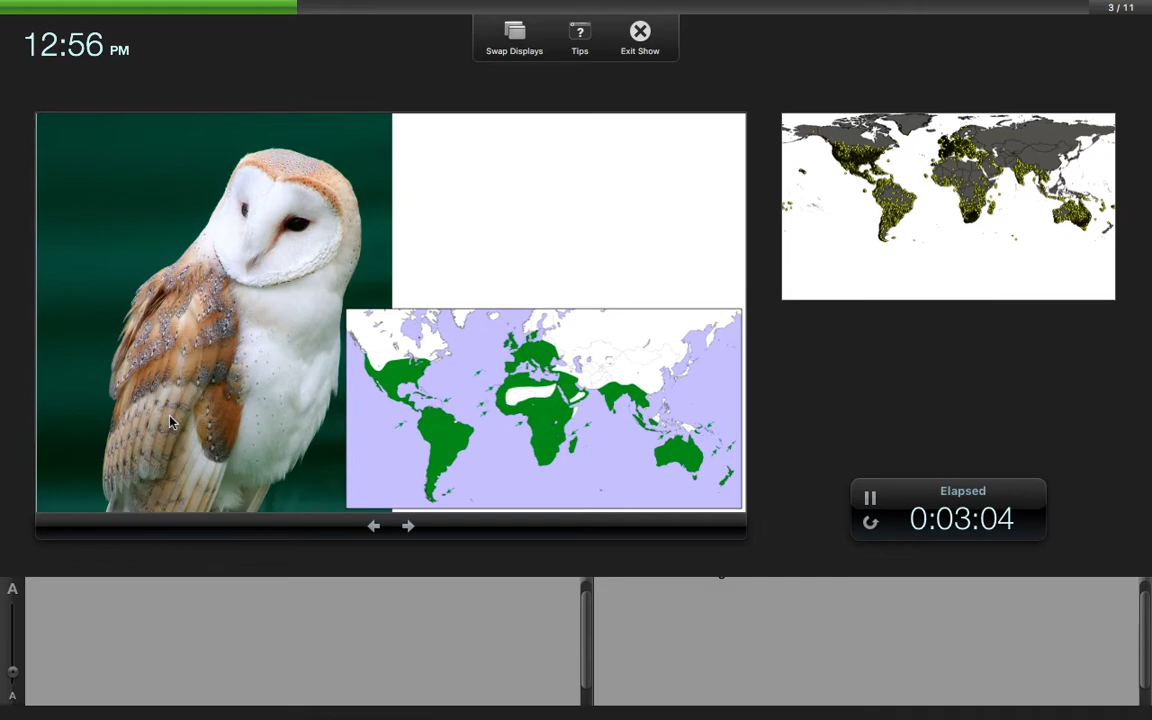 3 / 11
12:56 PM
Swap Displays
Tips
Exit Show
Elapsed
0:03:04
A
A